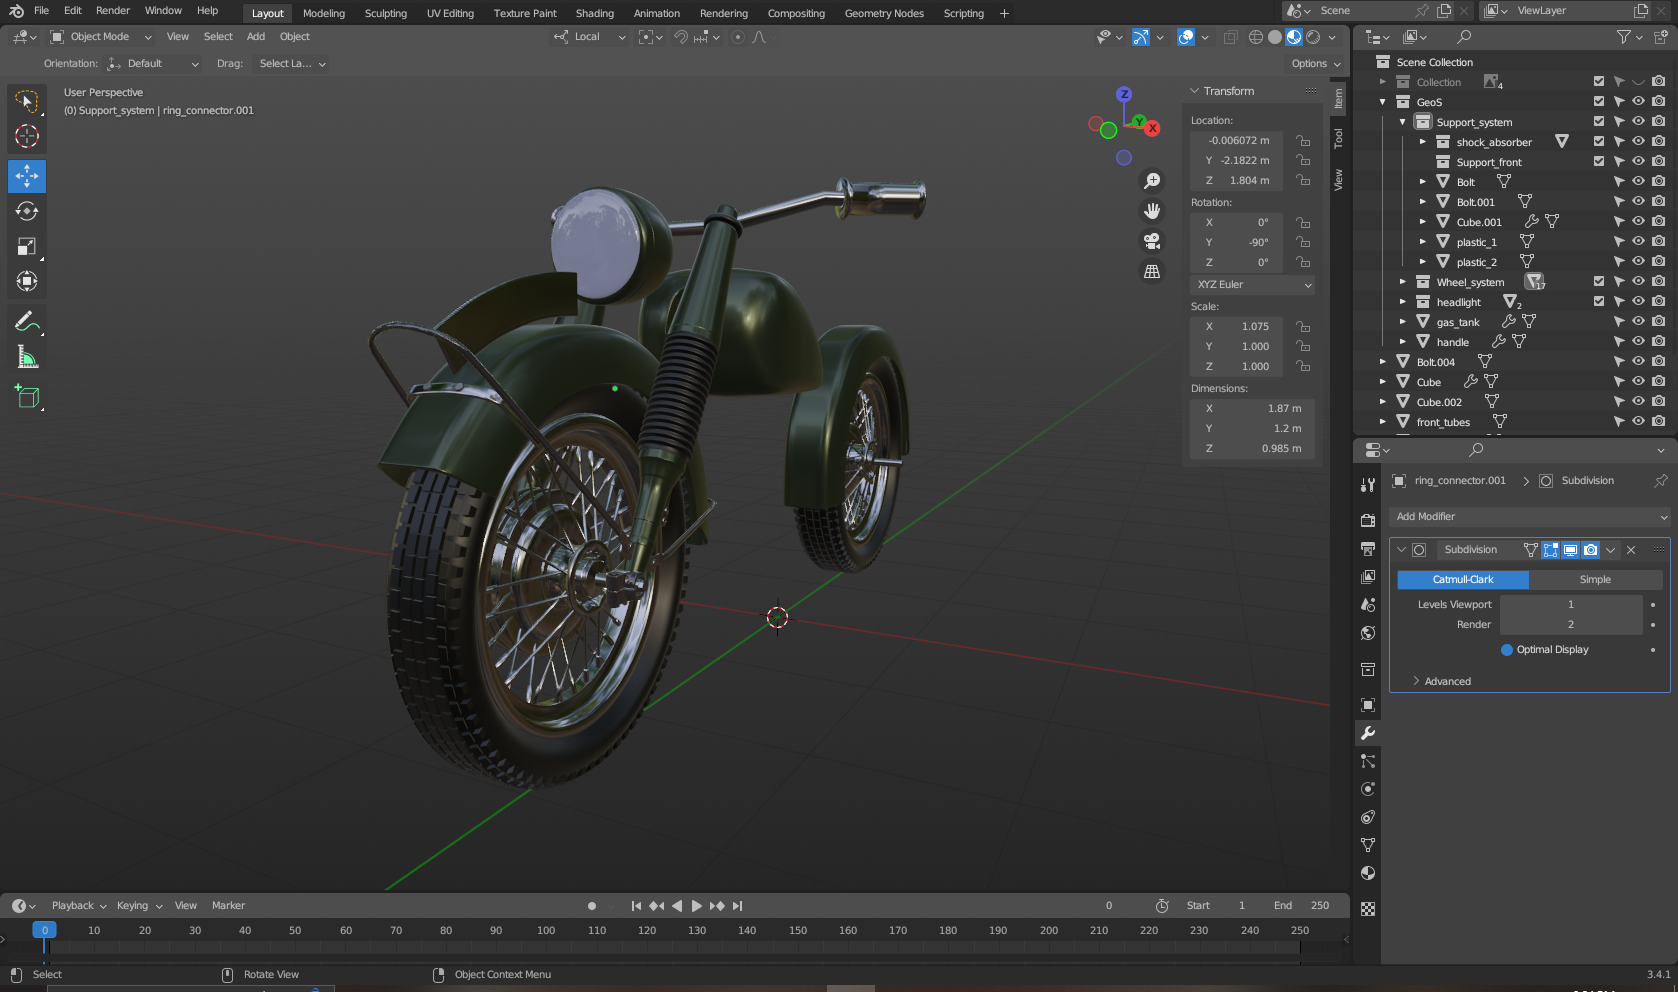 File Edit Render Window Help Layout Modeling Sculpting UV Editing Texture Paint Shading Animation Rendering Compositing Geometry Nodes Scripting + Scene ViewLayer
Object Mode View Select Add Object Local
Orientation: Default Drag: Select La... Options
User Perspective
(0) Support_system | ring_connector.001
Z
Y
X
Item
Tool
View
Transform
Location:
-0.006072 m
Y -2.1822 m
Z 1.804 m
Rotation:
X 0°
Y -90°
Z 0°
XYZ Euler
Scale:
X 1.075
Y 1.000
Z 1.000
Dimensions:
X 1.87 m
Y 1.2 m
Z 0.985 m
Scene Collection
Collection 4
GeoS
Support_system
shock_absorber
Support_front
Bolt
Bolt.001
Cube.001
plastic_1
plastic_2
Wheel_system 17
headlight 2
gas_tank
handle
Bolt.004
Cube
Cube.002
front_tubes
ring_connector.001 Subdivision
Add Modifier
Subdivision
Catmull-Clark Simple
Levels Viewport 1
Render 2
Optimal Display
Advanced
Playback Keying View Marker 0 Start 1 End 250
0 10 20 30 40 50 60 70 80 90 100 110 120 130 140 150 160 170 180 190 200 210 220 230 240 250
Select Rotate View Object Context Menu 3.4.1